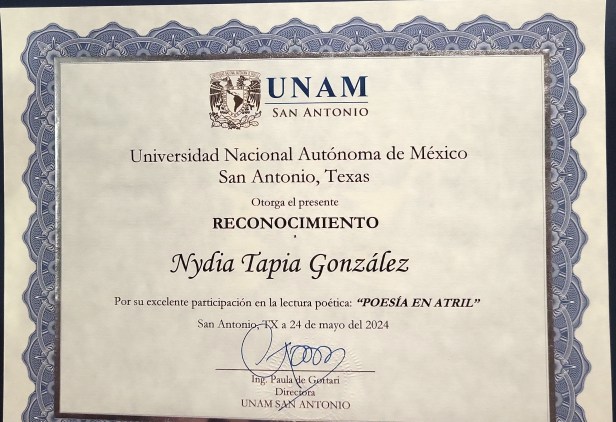 UNAM
SAN ANTONIO
Universidad Nacional Autónoma de México
San Antonio, Texas
Otorga el presente
RECONOCIMIENTO
Nydia Tapia González
Por su excelente participación en la lectura poética: “POESÍA EN ATRIL”
San Antonio, TX a 24 de mayo del 2024
Ing. Paula de Gortari
Directora
UNAM SAN ANTONIO